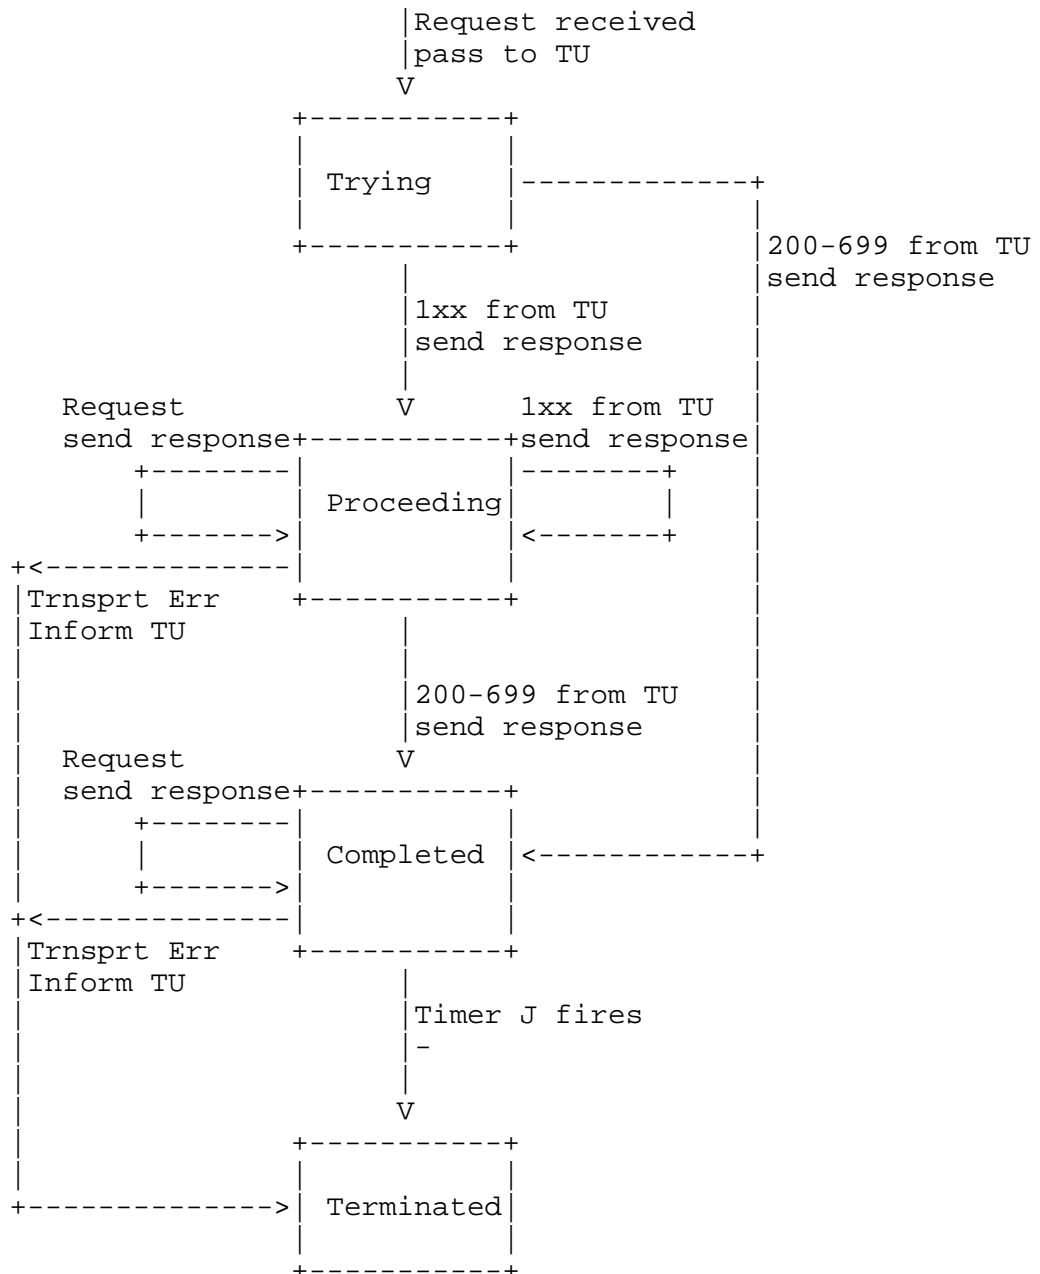 Request received
pass to TU
Trying
200-699 from TU
send response
1xx from TU
send response
Request
1xx from TU
send response
send response
Proceeding
Trnsprt Err
Inform TU
200-699 from TU
send response
Request
send response
Completed
Trnsprt Err
Inform TU
Timer J fires
-
Terminated